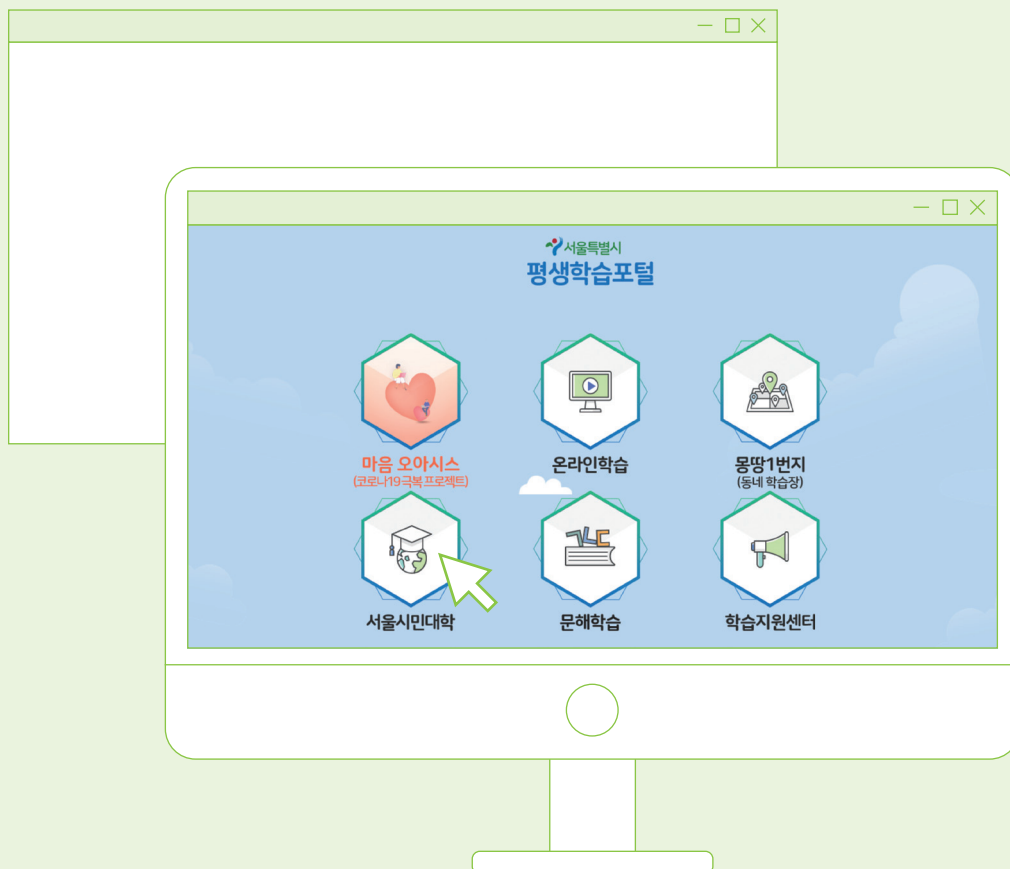 서울특별시
평생학습포털
마음 오아시스
(코로나19 극복 프로젝트)
온라인학습
몽땅1번지
(동네 학습장)
서울시민대학
문해학습
학습지원센터